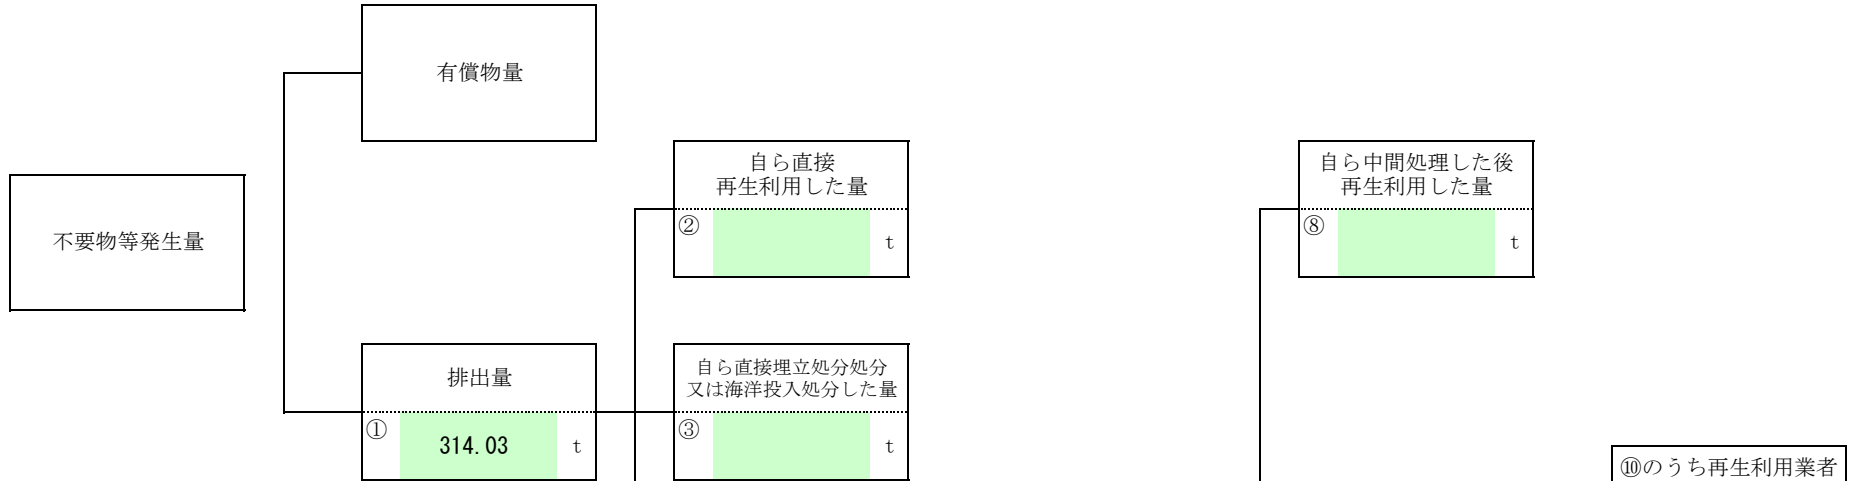 有償物量
自ら直接
再生利用した量
②
t
自ら中間処理した後
再生利用した量
⑧
t
不要物等発生量
排出量
①
314.03
t
自ら直接埋立処分処分
又は海洋投入処分した量
③
t
⑩のうち再生利用業者